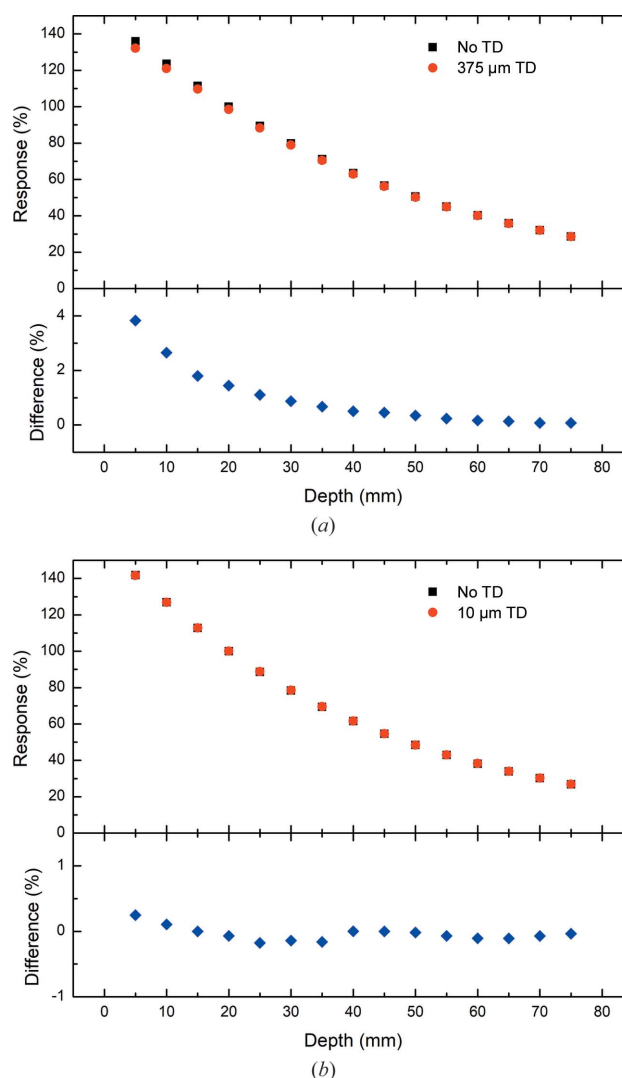 140
120
100
80
60
40
20
0
Response (%)
No TD
375 µm TD
4
2
0
Difference (%)
0 10 20 30 40 50 60 70 80
Depth (mm)
(a)
140
120
100
80
60
40
20
0
Response (%)
No TD
10 µm TD
1
0
-1
Difference (%)
0 10 20 30 40 50 60 70 80
Depth (mm)
(b)